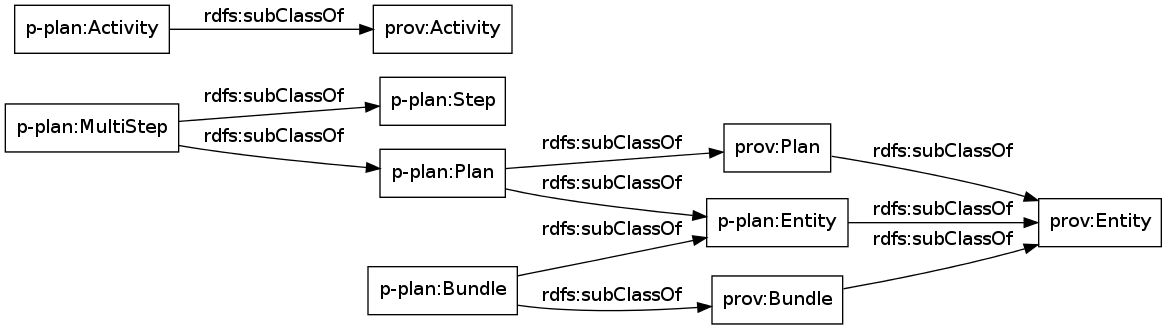 p-plan:Activity
rdfs:subClassOf
prov:Activity
p-plan:MultiStep
rdfs:subClassOf
rdfs:subClassOf
p-plan:Step
p-plan:Plan
rdfs:subClassOf
rdfs:subClassOf
prov:Plan
rdfs:subClassOf
p-plan:Entity
rdfs:subClassOf
prov:Entity
p-plan:Bundle
rdfs:subClassOf
rdfs:subClassOf
prov:Bundle
rdfs:subClassOf